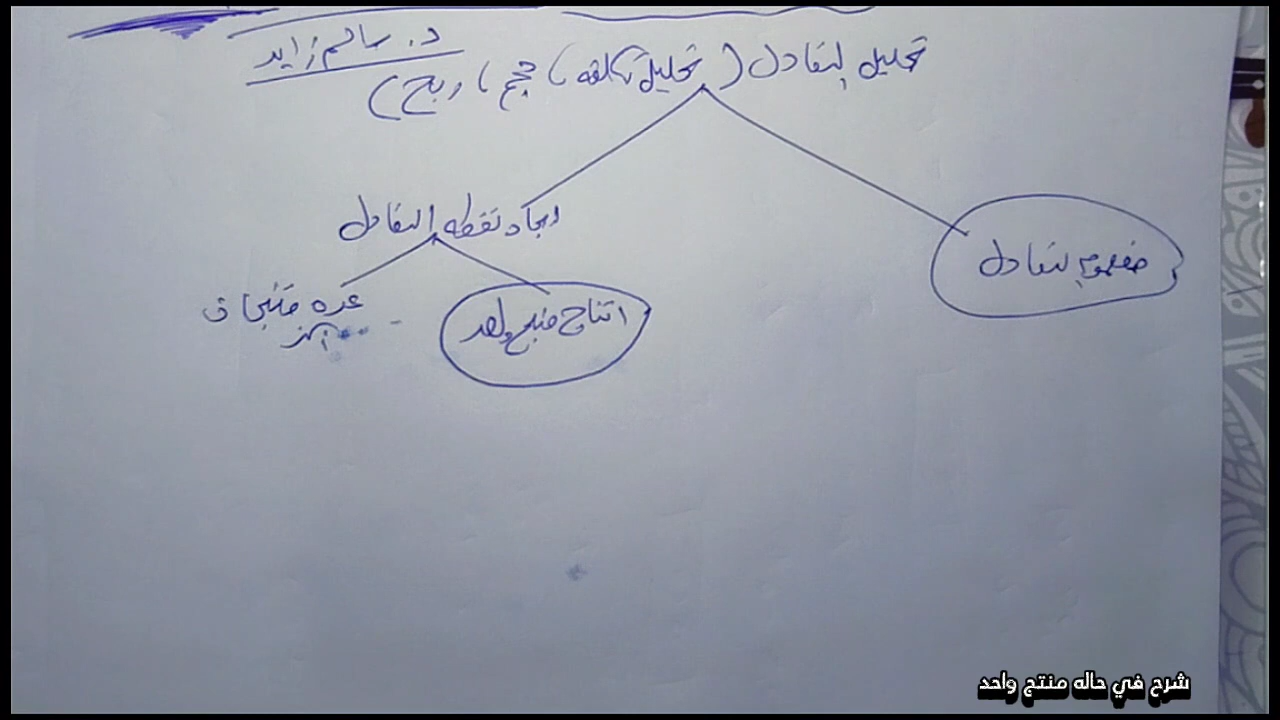 د. سالم زايد
تحليل التعادل (تحليل تكلفه، حجم، ربح)
مفهوم التعادل
ايجاد نقطه التعادل
انتاج منتج واحد
عده منتجات
شرح في حاله منتج واحد